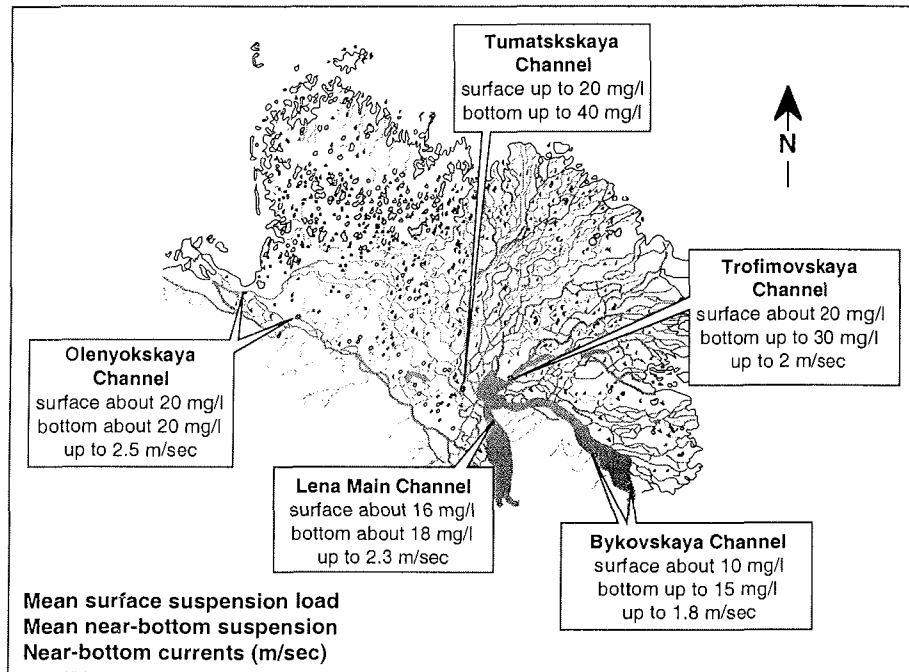 Tumatskskaya
Channel
surface up to 20 mg/l
bottom up to 40 mg/l
N
Trofimovskaya
Channel
surface about 20 mg/l
bottom up to 30 mg/l
up to 2 m/sec
Olenyokskaya
Channel
surface about 20 mg/l
bottom about 20 mg/l
up to 2.5 m/sec
Lena Main Channel
surface about 16 mg/l
bottom about 18 mg/l
up to 2.3 m/sec
Bykovskaya Channel
surface about 10 mg/l
bottom up to 15 mg/l
up to 1.8 m/sec
Mean surface suspension load
Mean near-bottom suspension
Near-bottom currents (m/sec)